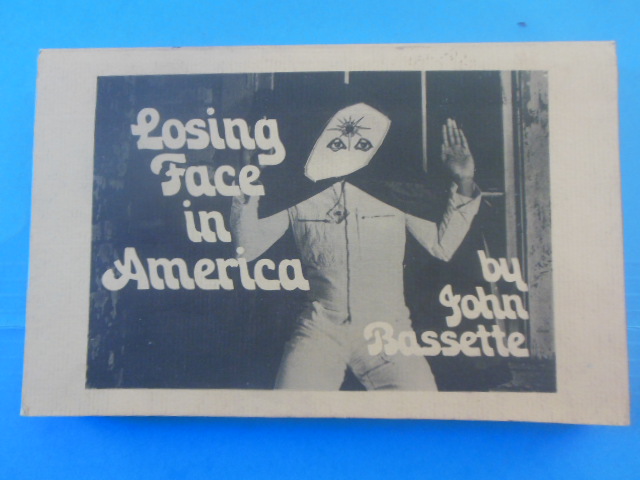 Losing
Face
in
America
by
John
Bassette